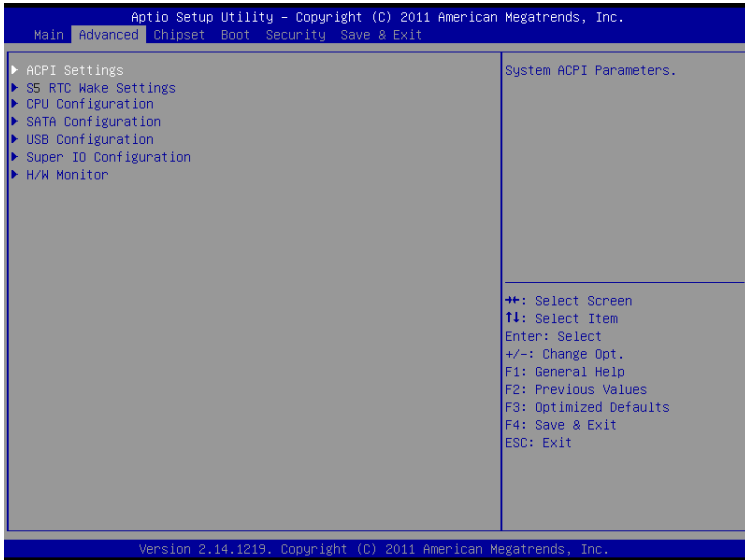 Aptio Setup Utility – Copyright (C) 2011 American Megatrends, Inc.
Main Advanced Chipset Boot Security Save & Exit
ACPI Settings
S5 RTC Wake Settings
CPU Configuration
SATA Configuration
USB Configuration
Super IO Configuration
H/W Monitor
System ACPI Parameters.
→←: Select Screen
↑↓: Select Item
Enter: Select
+/-: Change Opt.
F1: General Help
F2: Previous Values
F3: Optimized Defaults
F4: Save & Exit
ESC: Exit
Version 2.14.1219. Copyright (C) 2011 American Megatrends, Inc.